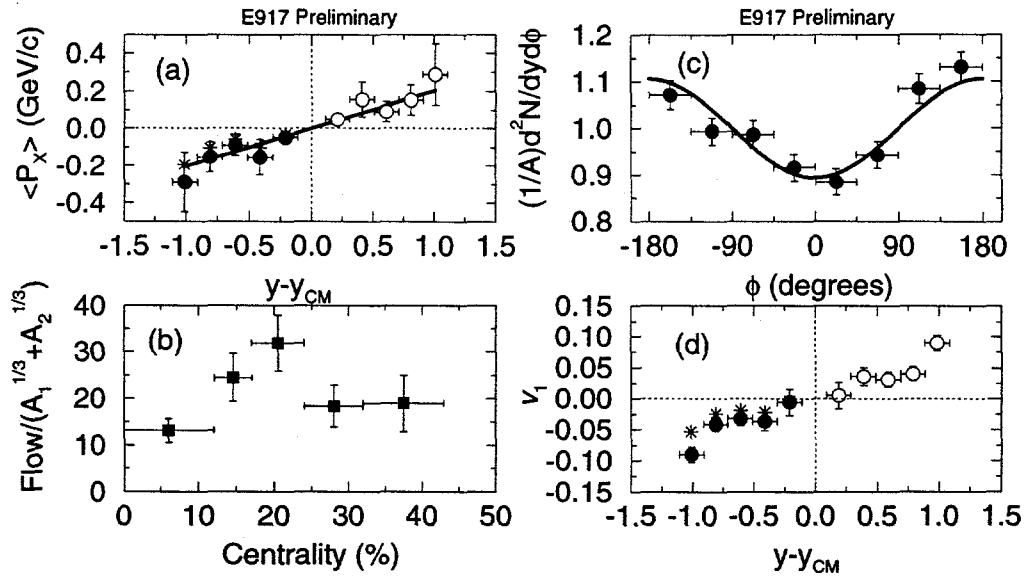 E917 Preliminary
<P_X> (GeV/c)
0.4
0.2
0.0
-0.2
-0.4
(a)
-1.5 -1.0 -0.5 0.0 0.5 1.0 1.5
y-y_CM
E917 Preliminary
(1/A)d^2N/dydϕ
1.2
1.1
1.0
0.9
0.8
(c)
-180 -90 0 90 180
ϕ (degrees)
Flow/(A_1^1/3+A_2^1/3)
40
30
20
10
0
(b)
0 10 20 30 40 50
Centrality (%)
v_1
0.15
0.10
0.05
0.00
-0.05
-0.10
-0.15
(d)
-1.5 -1.0 -0.5 0.0 0.5 1.0 1.5
y-y_CM